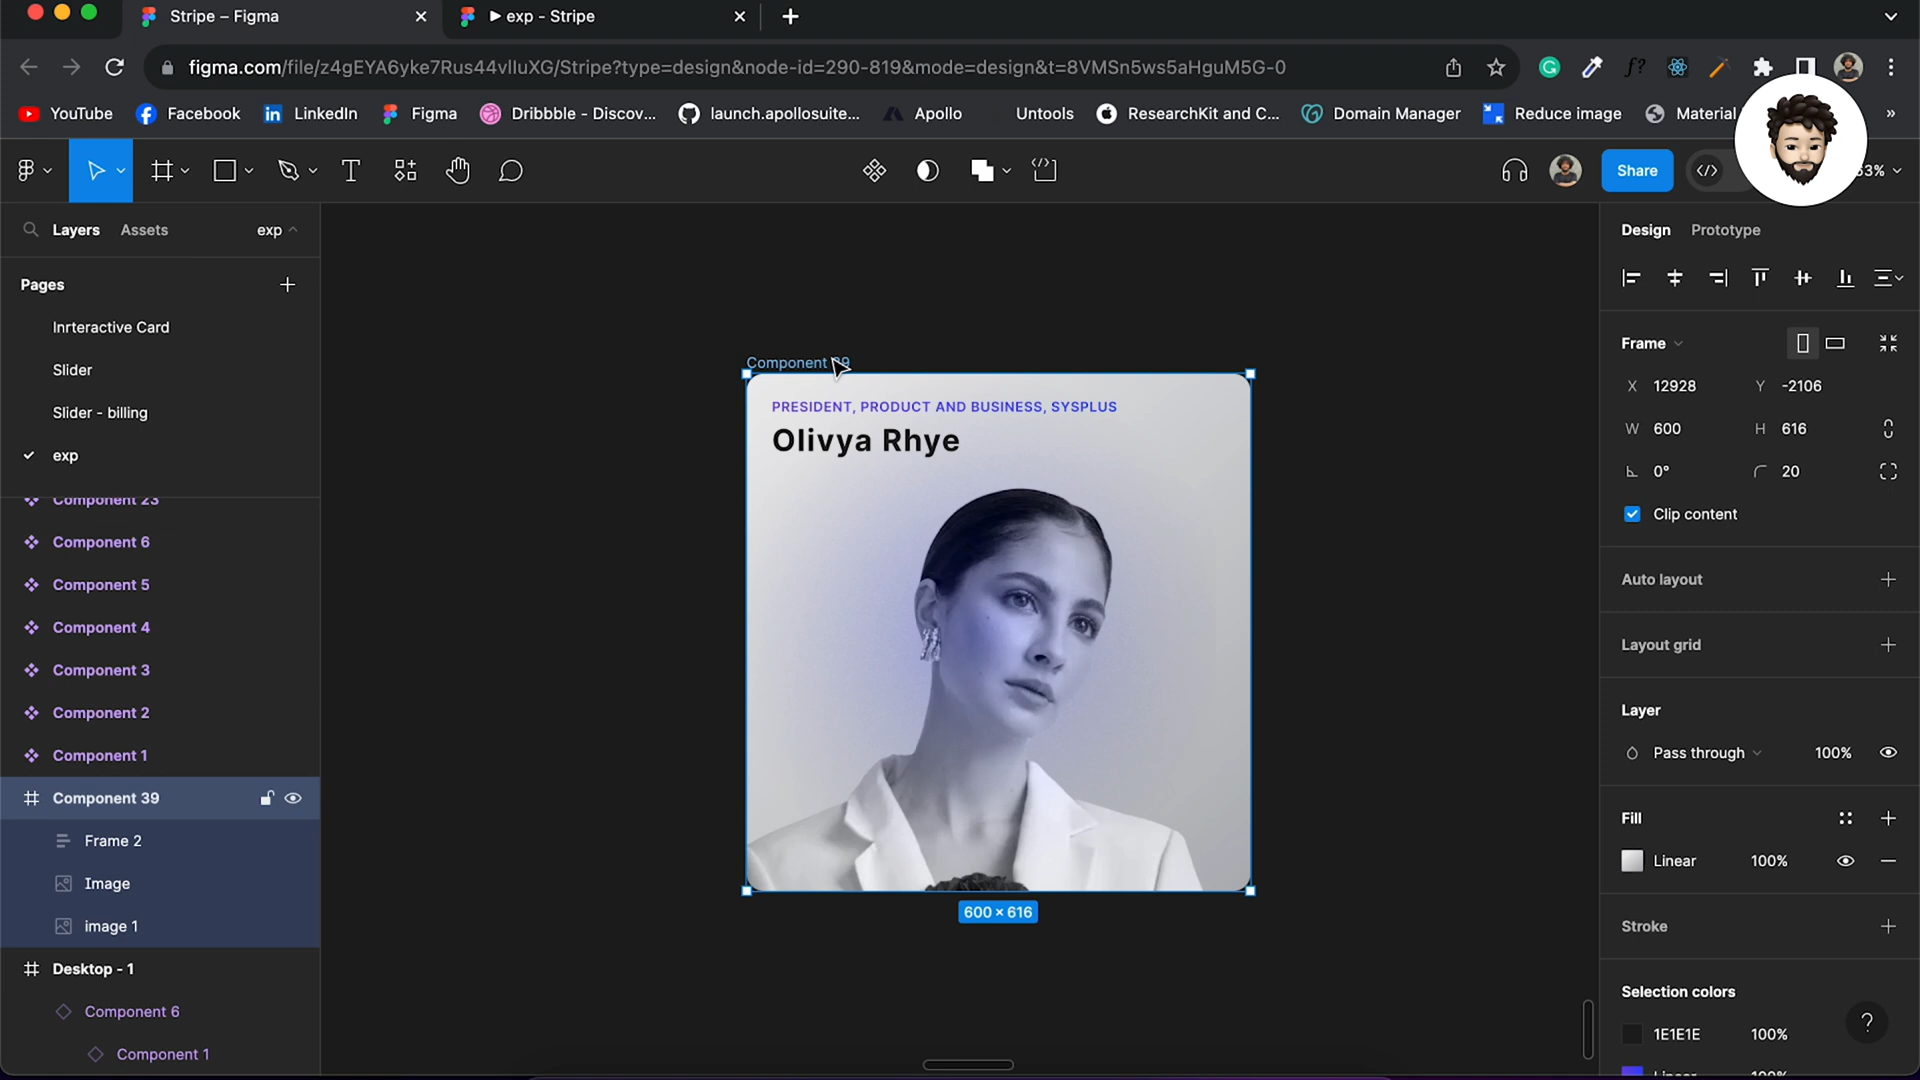 Stripe – Figma
▶ exp - Stripe
figma.com/file/z4gEYA6yke7Rus44vlluXG/Stripe?type=design&node-id=290-819&mode=design&t=8VMSn5ws5aHguM5G-0
YouTube
Facebook
LinkedIn
Figma
Dribbble - Discov...
launch.apollosuite...
Apollo
Untools
ResearchKit and C...
Domain Manager
Reduce image
Material
»
Share
Layers
Assets
exp
Design
Prototype
Pages
Inrteractive Card
Slider
Slider - billing
exp
Component 23
Component 6
Component 5
Component 4
Component 3
Component 2
Component 1
Component 39
Frame 2
Image
image 1
Desktop - 1
Component 6
Component 1
Component 39
PRESIDENT, PRODUCT AND BUSINESS, SYSPLUS
Olivya Rhye
600 × 616
Frame
X 12928 Y -2106
W 600 H 616
0° 20
Clip content
Auto layout
Layout grid
Layer
Pass through 100%
Fill
Linear 100%
Stroke
Selection colors
1E1E1E 100%
?